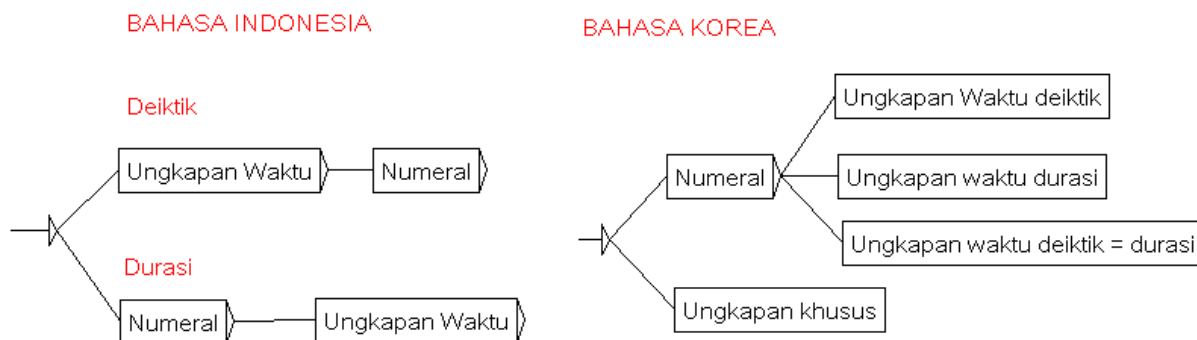 BAHASA INDONESIA
Deiktik
Ungkapan Waktu
Numeral
Durasi
Numeral
Ungkapan Waktu
BAHASA KOREA
Ungkapan Waktu deiktik
Numeral
Ungkapan waktu durasi
Ungkapan waktu deiktik = durasi
Ungkapan khusus